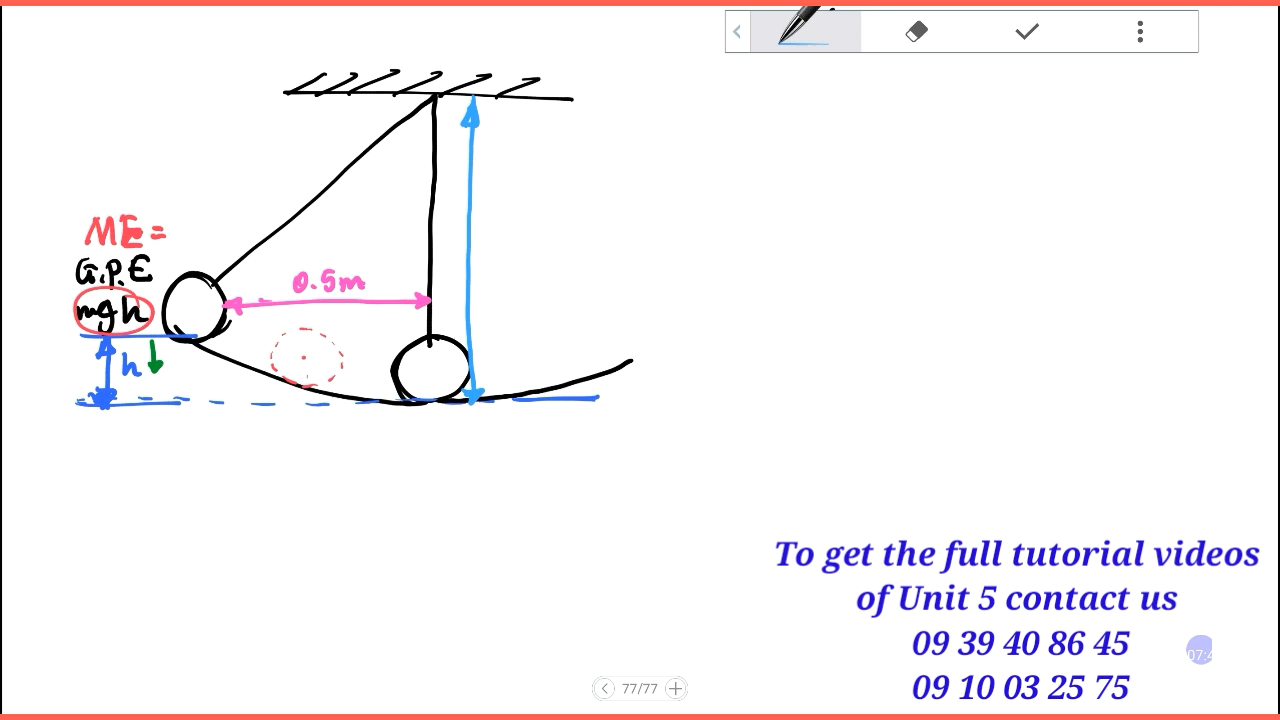 ME =
G.P.E
mgh
h
0.5m
To get the full tutorial videos
of Unit 5 contact us
09 39 40 86 45
09 10 03 25 75
77/77